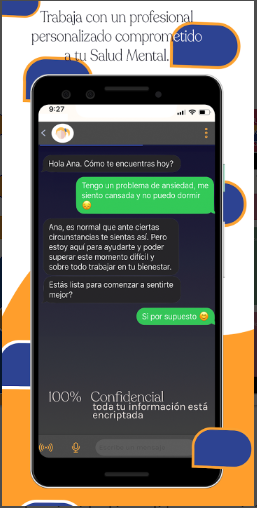 Trabaja con un profesional
personalizado comprometido
a tu Salud Mental.
9:27
Hola Ana. Cómo te encuentras hoy?
Tengo un problema de ansiedad, me
siento cansada y no puedo dormir
😔
Ana, es normal que ante ciertas
circunstancias te sientas así. Pero
estoy aquí para ayudarte y poder
superar este momento difícil y
sobre todo trabajar en tu bienestar.
Estás lista para comenzar a sentirte
mejor?
Si por supuesto 😊
100% Confidencial
toda tu información está
encriptada